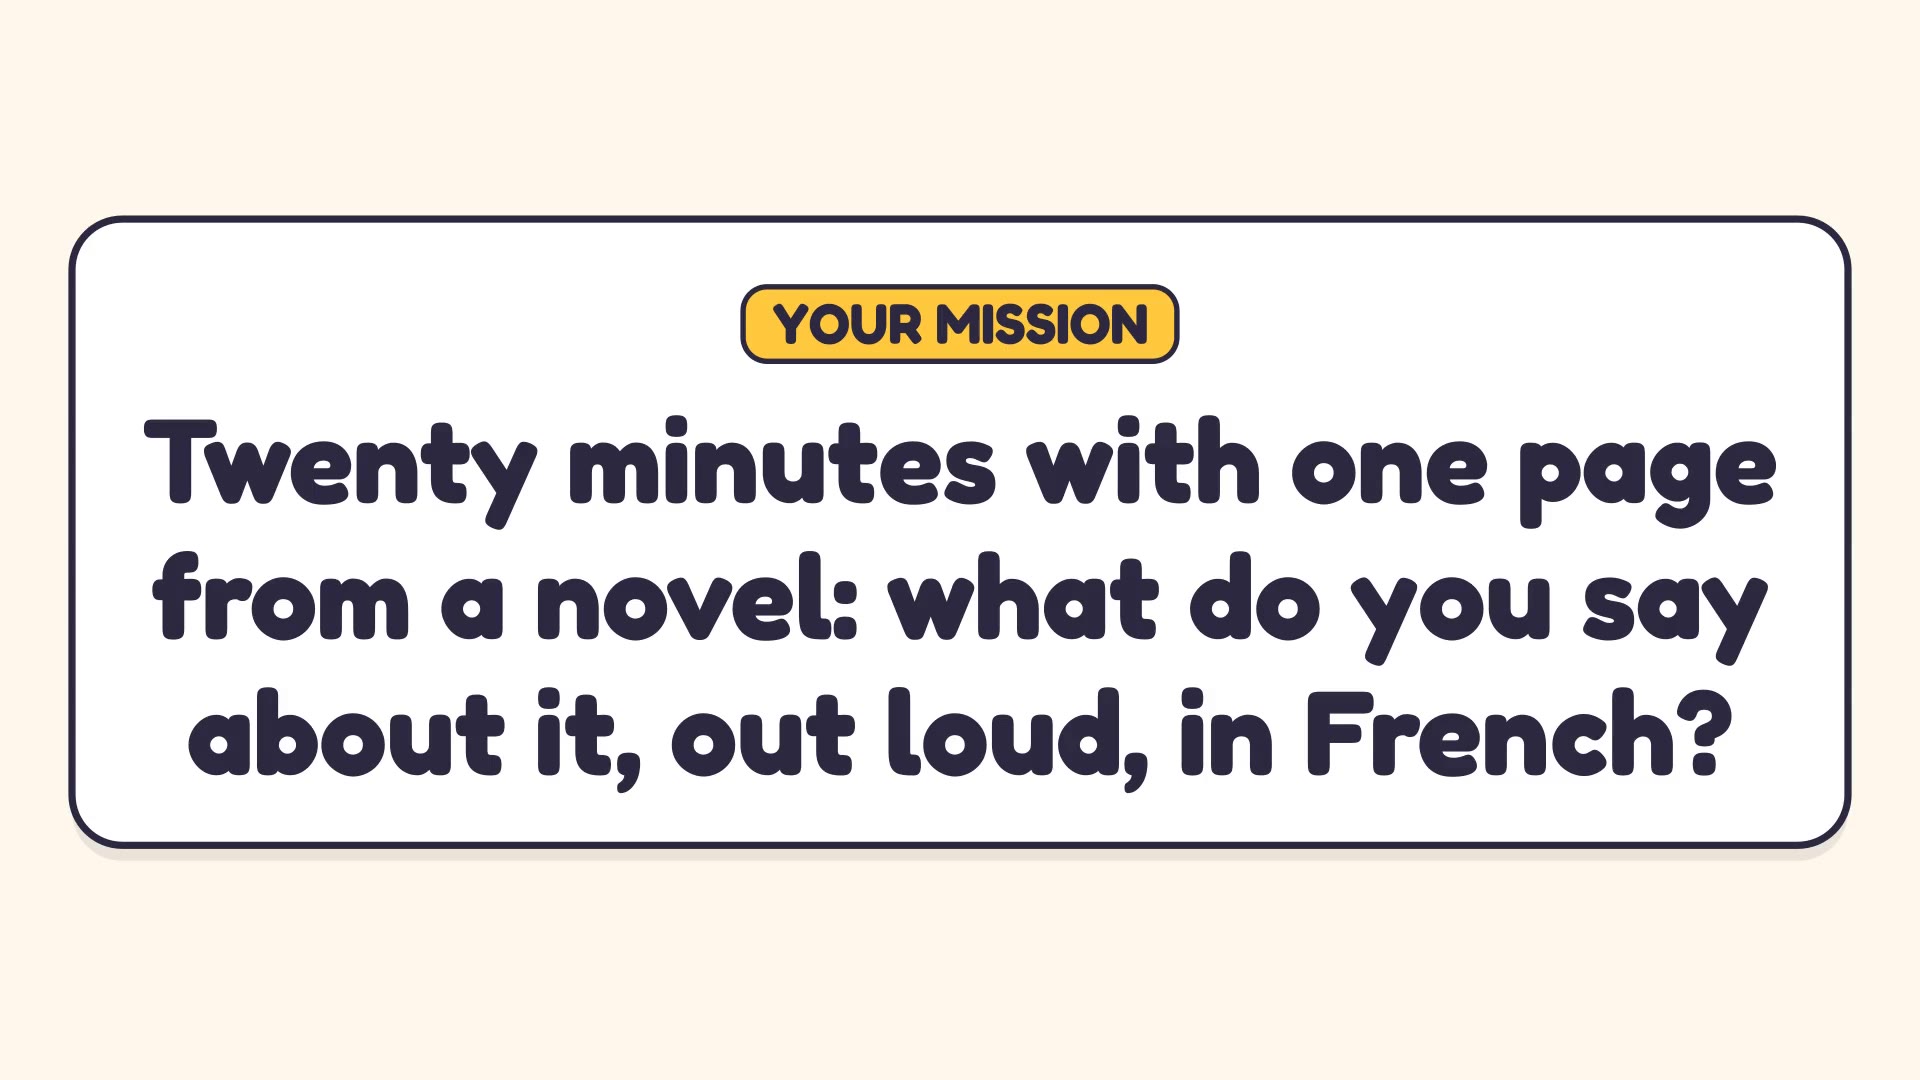 YOUR MISSION
Twenty minutes with one page
from a novel: what do you say
about it, out loud, in French?